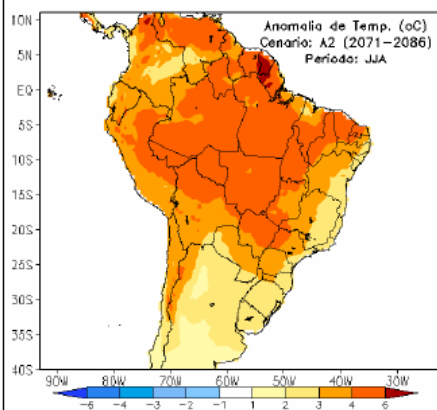 Anomalia de Temp. (oC)
Cenario: A2 (2071-2086)
Periodo: JJA
10N
5N
EQ
5S
10S
15S
20S
25S
30S
35S
40S
90W 80W 70W 60W 50W 40W 30W
-6 -4 -3 -2 -1 1 2 3 4 6